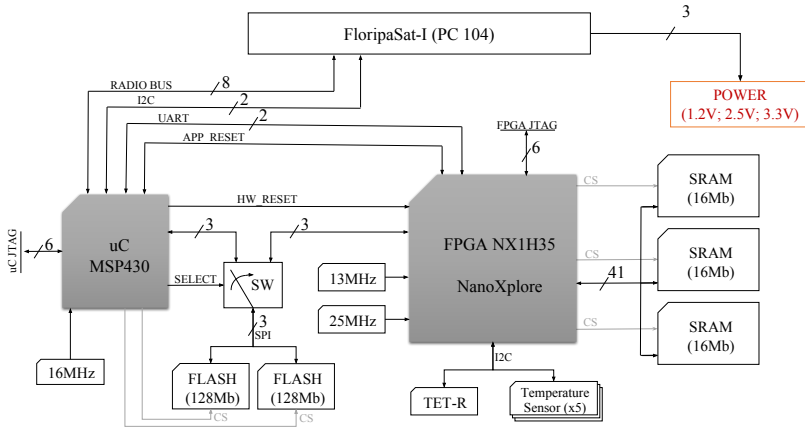 FloripaSat-I (PC 104)
3
POWER
(1.2V; 2.5V; 3.3V)
RADIO BUS
8
I2C
2
UART
2
APP_RESET
FPGA JTAG
6
HW_RESET
3
3
uC JTAG
6
uC
MSP430
SELECT
SW
3
SPI
16MHz
FLASH
(128Mb)
FLASH
(128Mb)
CS
CS
FPGA NX1H35
NanoXplore
13MHz
25MHz
I2C
TET-R
Temperature
Sensor (x5)
CS
SRAM
(16Mb)
CS
SRAM
(16Mb)
41
CS
SRAM
(16Mb)